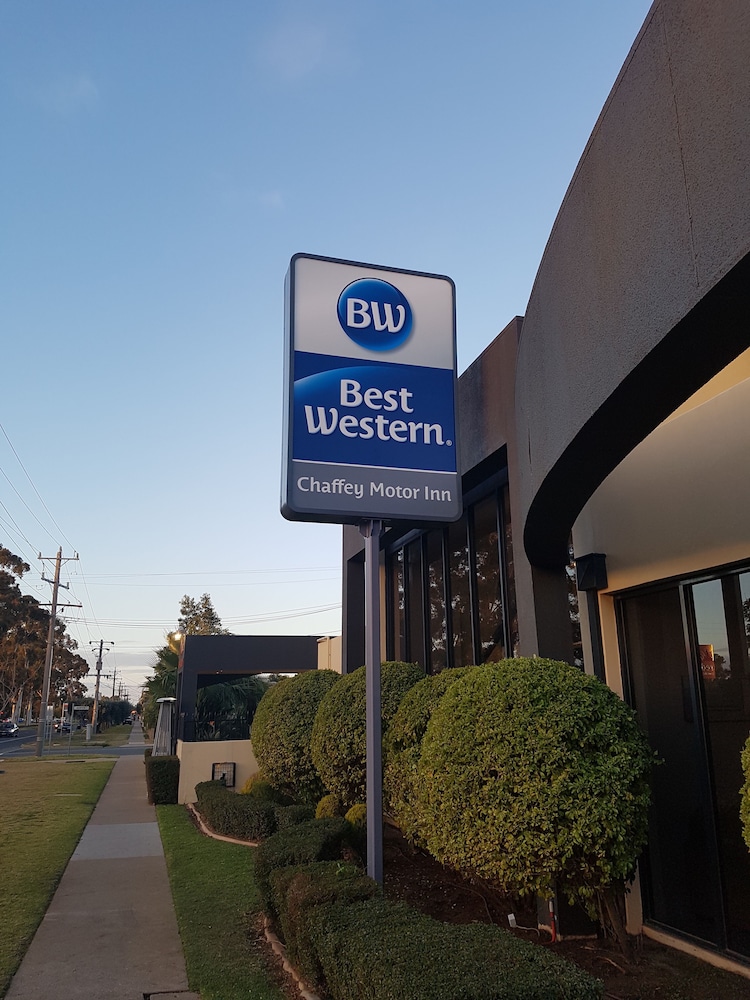 BW
Best
Western®
Chaffey Motor Inn